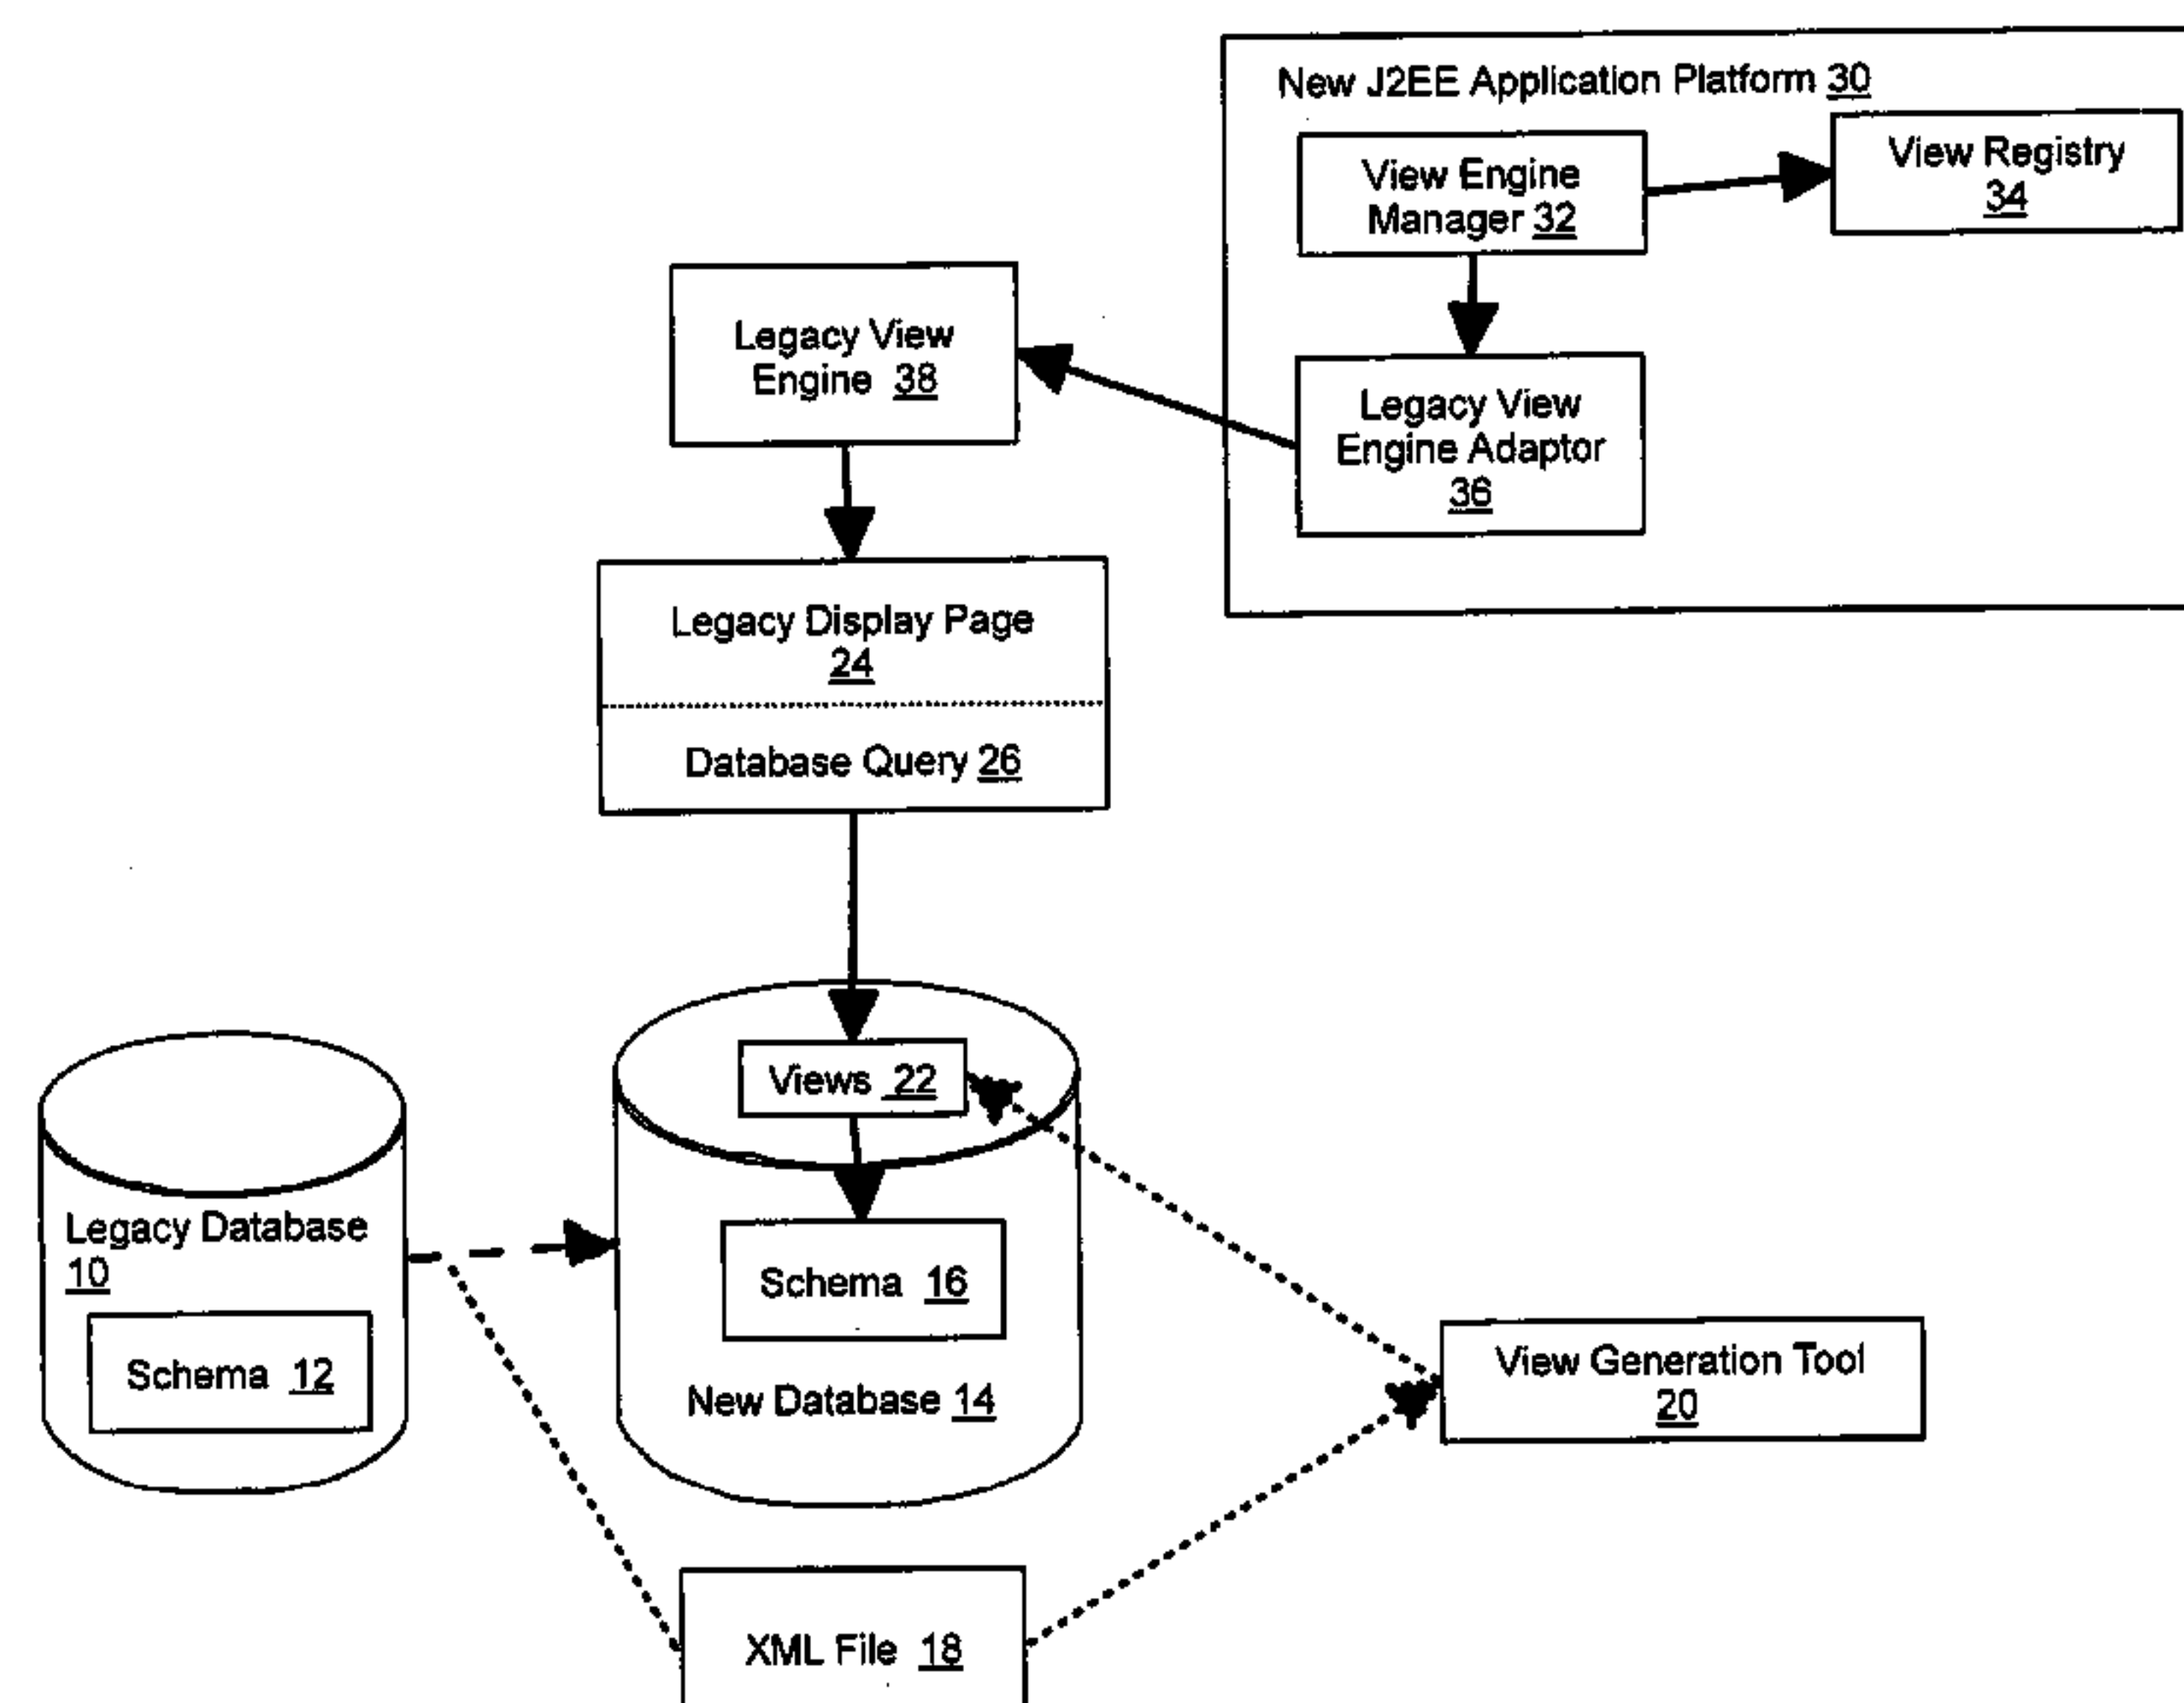 New J2EE Application Platform 30
View Engine
Manager 32
View Registry
34
Legacy View
Engine 38
Legacy View
Engine Adaptor
36
Legacy Display Page
24
Database Query 26
Views 22
Legacy Database
10
Schema 12
Schema 16
New Database 14
View Generation Tool
20
XML File 18